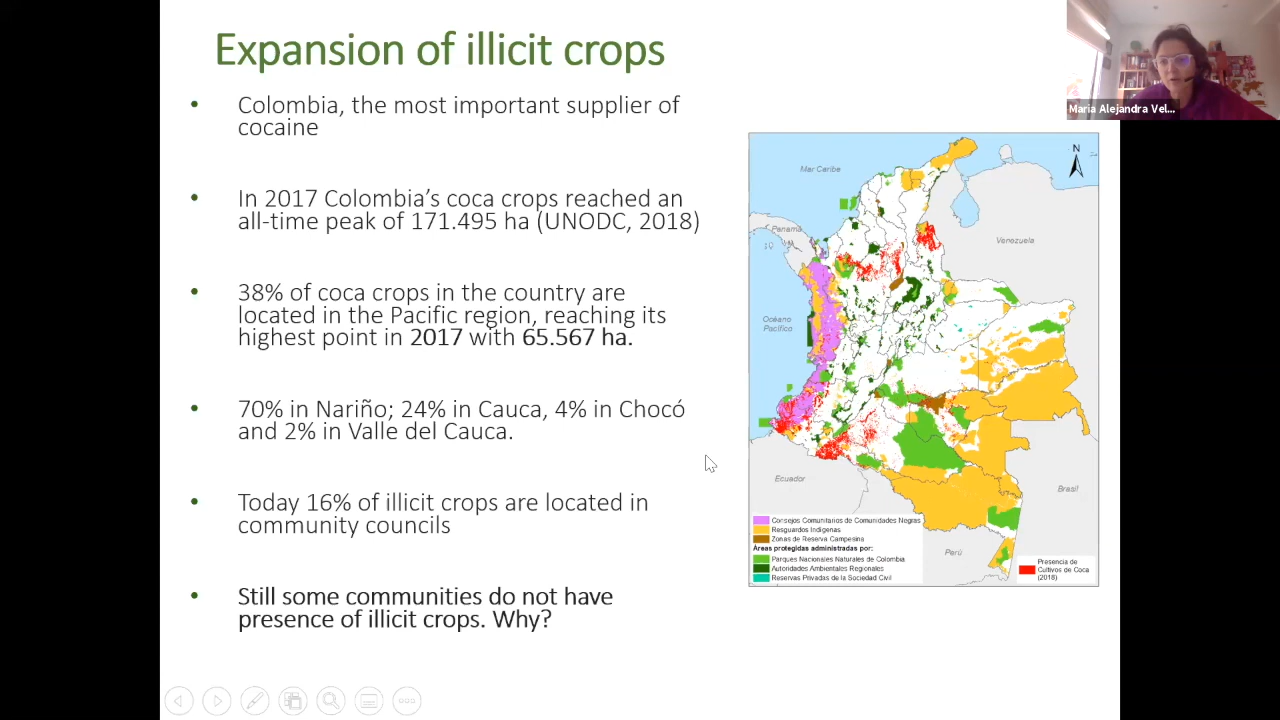 Expansion of illicit crops
Maria Alejandra Vel...
• Colombia, the most important supplier of
cocaine
• In 2017 Colombia's coca crops reached an
all-time peak of 171.495 ha (UNODC, 2018)
• 38% of coca crops in the country are
located in the Pacific region, reaching its
highest point in 2017 with 65.567 ha.
• 70% in Nariño; 24% in Cauca, 4% in Chocó
and 2% in Valle del Cauca.
• Today 16% of illicit crops are located in
community councils
• Still some communities do not have
presence of illicit crops. Why?
N
Mar Caribe
Panamá
Venezuela
Océano
Pacífico
Ecuador
Brasil
Perú
Consejos Comunitarios de Comunidades Negras
Resguardos Indígenas
Zonas de Reserva Campesina
Áreas protegidas administradas por:
Parques Nacionales Naturales de Colombia
Autoridades Ambientales Regionales
Reservas Privadas de la Sociedad Civil
Presencia de
Cultivos de Coca
(2018)